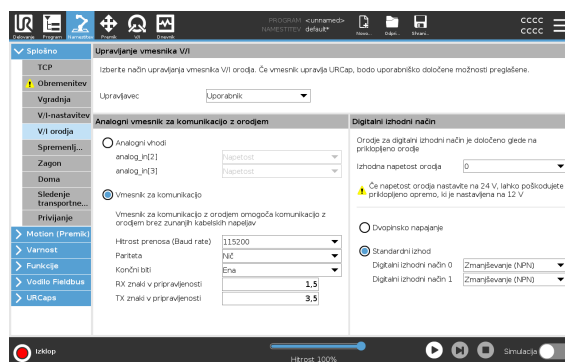 PROGRAM <unnamed>
NAMESTITEV default*
CCCC
CCCC
Delovanje
Program
Namestitev
Premik
V/I
Dnevnik
Novo...
Odpri...
Shrani...
Splošno
TCP
Obremenitev
Vgradnja
V/I-nastavitev
V/I orodja
Spremenlj...
Zagon
Doma
Sledenje
transportne...
Privijanje
Motion (Premik)
Varnost
Funkcije
Vodilo Fieldbus
URCaps
Upravljanje vmesnika V/I
Izberite način upravljanja vmesnika V/I orodja. Če vmesnik upravlja URCap, bodo uporabniško določene možnosti preglašene.
Upravljavec Uporabnik
Analogni vmesnik za komunikacijo z orodjem
Analogni vhodi
analog_in[2] Napetost
analog_in[3] Napetost
Vmesnik za komunikacijo
Vmesnik za komunikacijo z orodjem omogoča komunikacijo z
orodjem brez zunanjih kabelskih napeljav
Hitrost prenosa (Baud rate) 115200
Pariteta Nič
Končni biti Ena
RX znaki v pripravljenosti 1,5
TX znaki v pripravljenosti 3,5
Digitalni izhodni način
Orodje za digitalni izhodni način je določeno glede na
priklopljeno orodje
Izhodna napetost orodja 0
Če napetost orodja nastavite na 24 V, lahko poškodujete
priklopljeno opremo, ki je nastavljena na 12 V
Dvopinsko napajanje
Standardni izhod
Digitalni izhodni način 0 Zmanjševanje (NPN)
Digitalni izhodni način 1 Zmanjševanje (NPN)
Izklop
Hitrost 100%
Simulacija